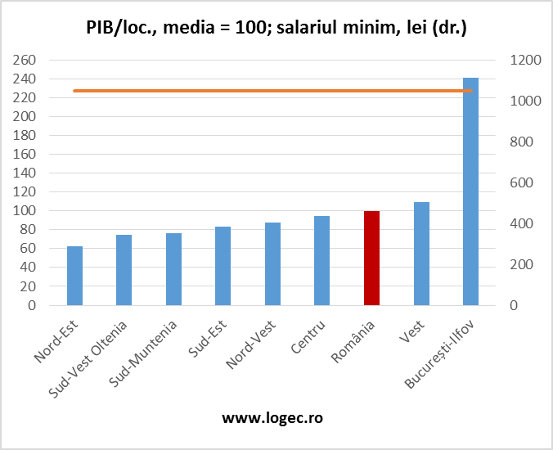 PIB/loc., media = 100; salariul minim, lei (dr.)
260
240
220
200
180
160
140
120
100
80
60
40
20
0
1200
1000
800
600
400
200
0
Nord-Est
Sud-Vest Oltenia
Sud-Muntenia
Sud-Est
Nord-Vest
Centru
România
Vest
București-Ilfov
www.logec.ro